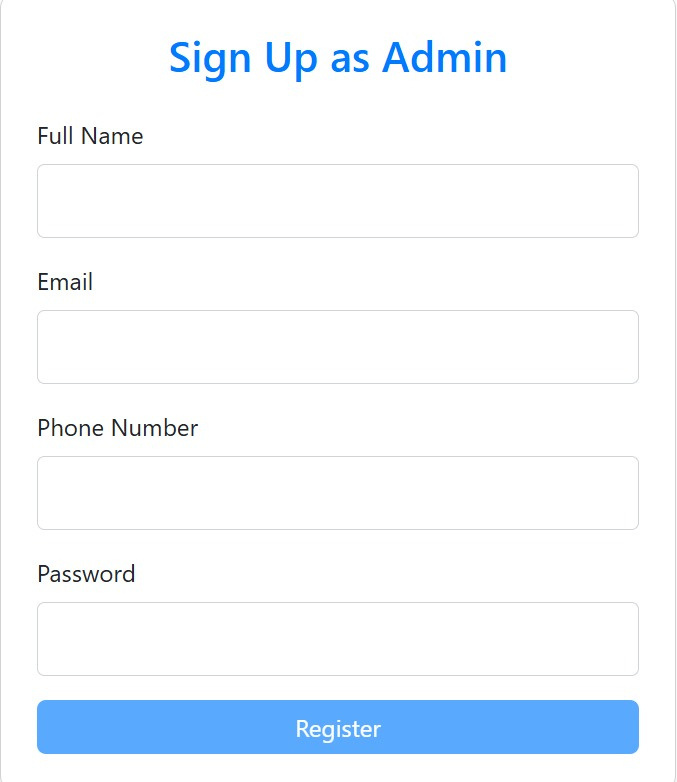 Sign Up as Admin
Full Name
Email
Phone Number
Password
Register